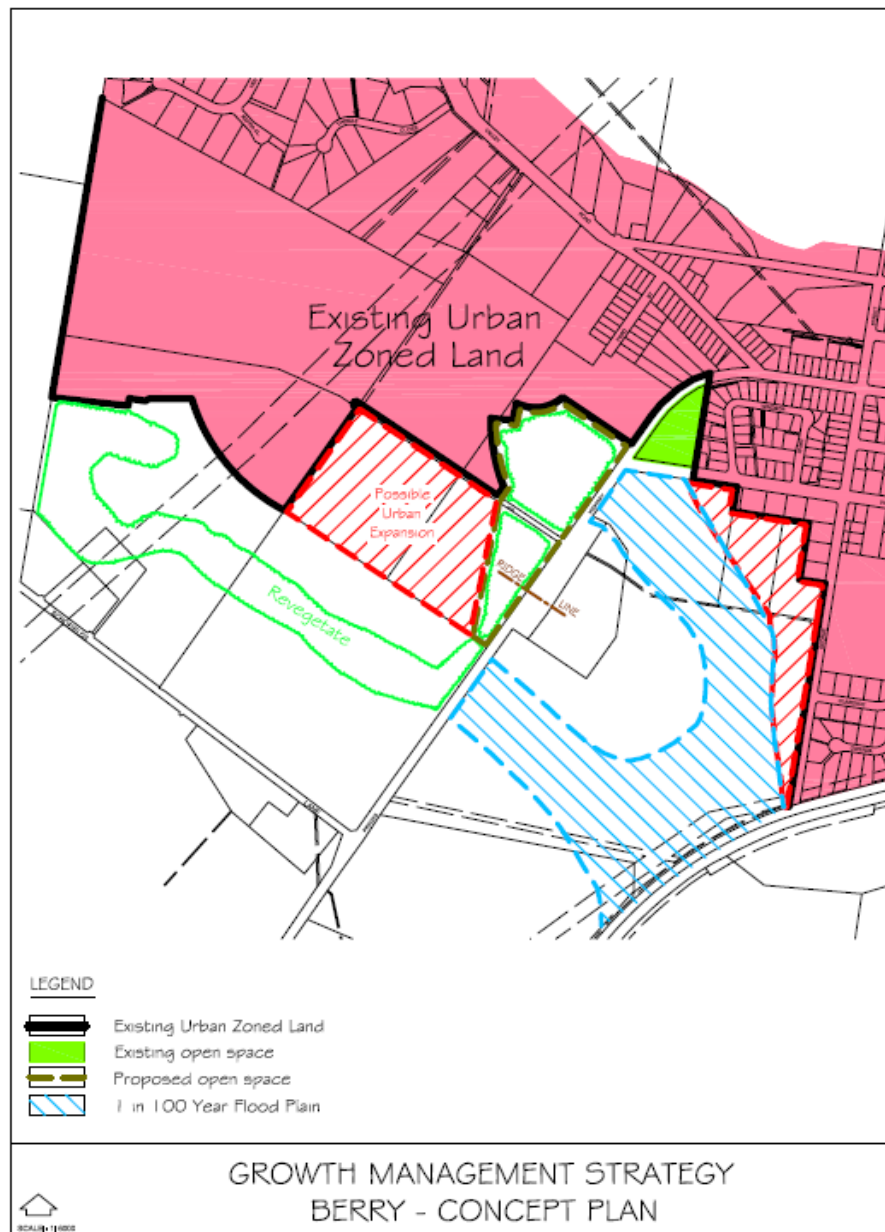 Existing Urban
Zoned Land
Possible
Urban
Expansion
Revegetate
RIDGE
LINE
ROAD
LEGEND
Existing Urban Zoned Land
Existing open space
Proposed open space
1 in 100 Year Flood Plain
GROWTH MANAGEMENT STRATEGY
BERRY - CONCEPT PLAN